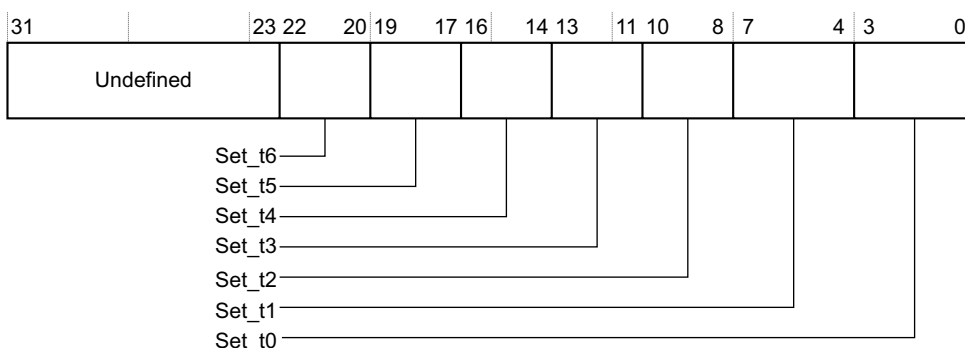 31 23 22 20 19 17 16 14 13 11 10 8 7 4 3 0
Undefined
Set_t6
Set_t5
Set_t4
Set_t3
Set_t2
Set_t1
Set_t0